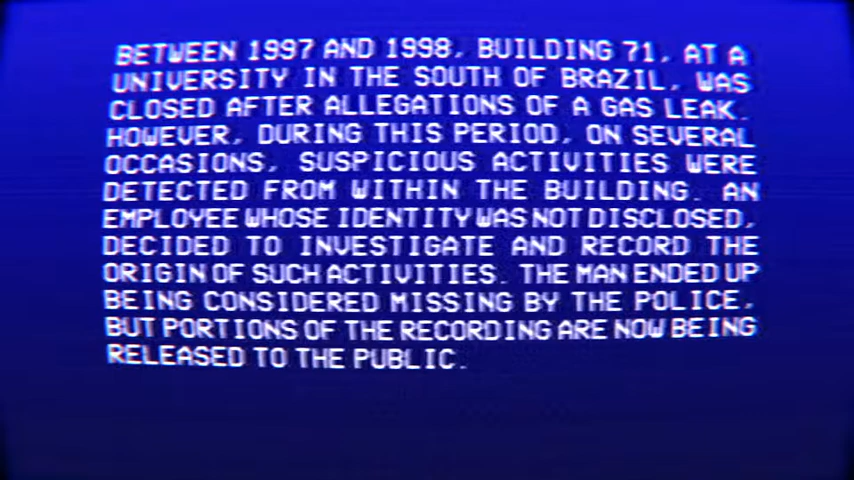 BETWEEN 1997 AND 1998, BUILDING 71, AT A
UNIVERSITY IN THE SOUTH OF BRAZIL, WAS
CLOSED AFTER ALLEGATIONS OF A GAS LEAK.
HOWEVER, DURING THIS PERIOD, ON SEVERAL
OCCASIONS, SUSPICIOUS ACTIVITIES WERE
DETECTED FROM WITHIN THE BUILDING. AN
EMPLOYEE WHOSE IDENTITY WAS NOT DISCLOSED,
DECIDED TO INVESTIGATE AND RECORD THE
ORIGIN OF SUCH ACTIVITIES. THE MAN ENDED UP
BEING CONSIDERED MISSING BY THE POLICE,
BUT PORTIONS OF THE RECORDING ARE NOW BEING
RELEASED TO THE PUBLIC.